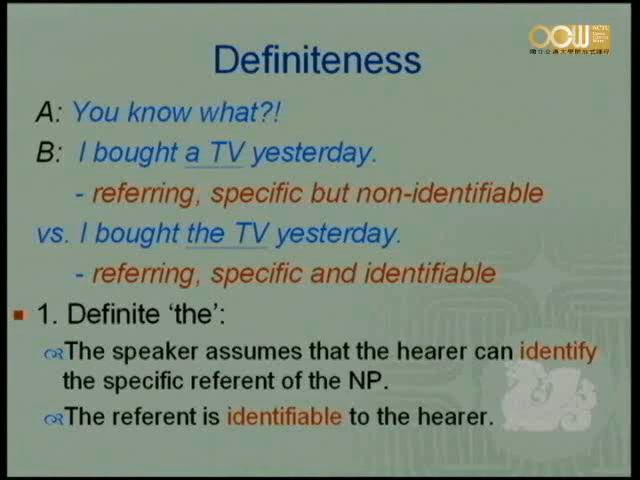 OCW
Definiteness
A: You know what?!
B: I bought a TV yesterday.
- referring, specific but non-identifiable
vs. I bought the TV yesterday.
- referring, specific and identifiable
1. Definite ‘the’:
The speaker assumes that the hearer can identify
the specific referent of the NP.
The referent is identifiable to the hearer.